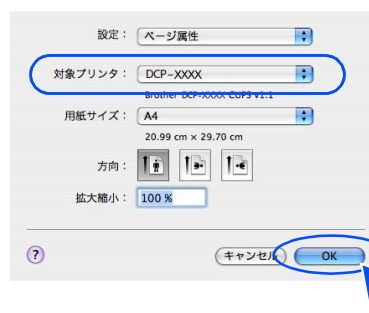 設定： ページ属性
対象プリンタ： DCP-XXXX
Brother DCP-XXXX CUPS v1.1
用紙サイズ： A4
20.99 cm × 29.70 cm
方向：
拡大縮小： 100 %
? キャンセル OK